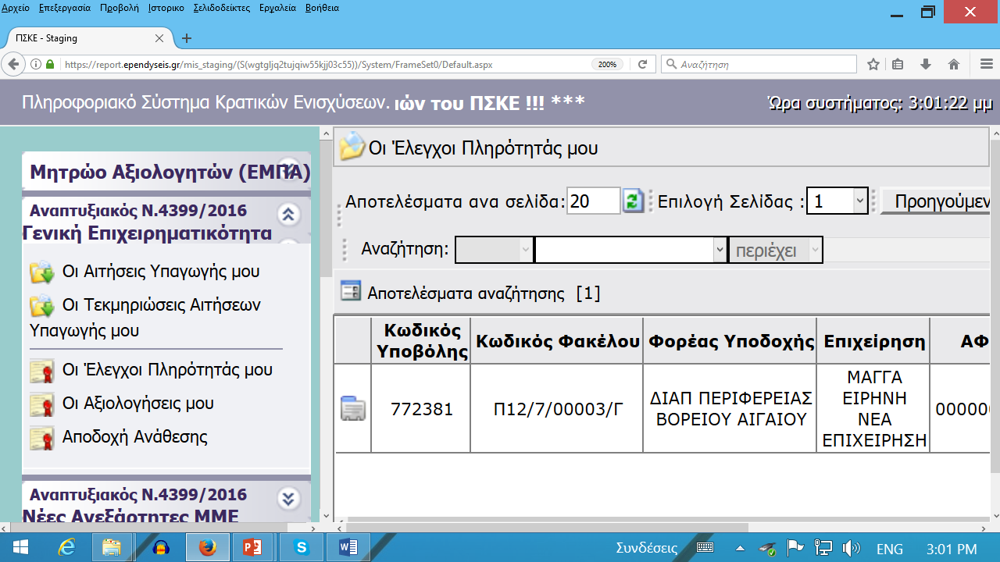 Αρχείο Επεξεργασία Προβολή Ιστορικο Σελιδοδείκτες Εργαλεία Βοήθεια
ΠΣΚΕ - Staging
https://report.ependyseis.gr/mis_staging/(S(wgtgljq2tujqiw55kjj03c55))/System/FrameSet0/Default.aspx 200% Αναζήτηση
Πληροφοριακό Σύστημα Κρατικών Ενισχύσεων. ιών του ΠΣΚΕ !!! *** Ώρα συστήματος: 3:01:22 μμ
Μητρώο Αξιολογητών (ΕΜΠΑ)
Αναπτυξιακός Ν.4399/2016
Γενική Επιχειρηματικότητα
Οι Αιτήσεις Υπαγωγής μου
Οι Τεκμηριώσεις Αιτήσεων
Υπαγωγής μου
Οι Έλεγχοι Πληρότητάς μου
Οι Αξιολογήσεις μου
Αποδοχή Ανάθεσης
Αναπτυξιακός Ν.4399/2016
Νέες Ανεξάρτητες ΜΜΕ
Οι Έλεγχοι Πληρότητάς μου
Αποτελέσματα ανα σελίδα: 20 Επιλογή Σελίδας : 1 Προηγούμεν
Αναζήτηση: περιέχει
Αποτελέσματα αναζήτησης [1]
Κωδικός
Υποβόλης
Κωδικός Φακέλου
Φορέας Υποδοχής
Επιχείρηση
ΑΦ
772381
Π12/7/00003/Γ
ΔΙΑΠ ΠΕΡΙΦΕΡΕΙΑΣ
ΒΟΡΕΙΟΥ ΑΙΓΑΙΟΥ
ΜΑΓΓΑ
ΕΙΡΗΝΗ
ΝΕΑ
ΕΠΙΧΕΙΡΗΣΗ
Συνδέσεις ENG 3:01 PM